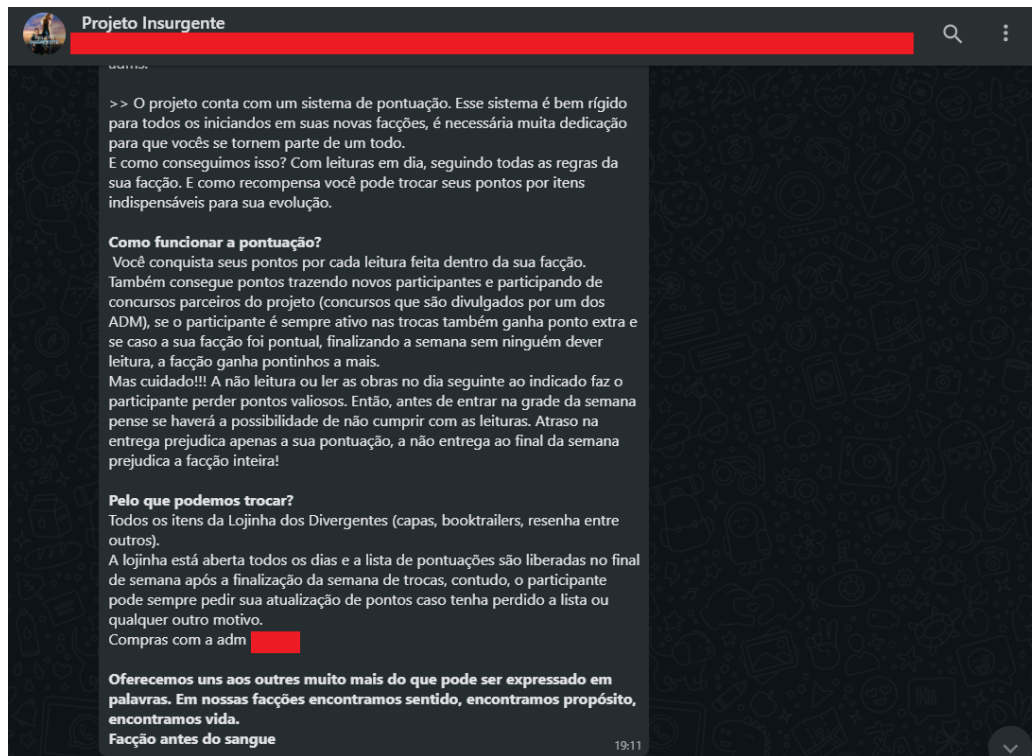 Projeto Insurgente
adms.
>> O projeto conta com um sistema de pontuação. Esse sistema é bem rígido
para todos os iniciandos em suas novas facções, é necessária muita dedicação
para que vocês se tornem parte de um todo.
E como conseguimos isso? Com leituras em dia, seguindo todas as regras da
sua facção. E como recompensa você pode trocar seus pontos por itens
indispensáveis para sua evolução.
Como funcionar a pontuação?
Você conquista seus pontos por cada leitura feita dentro da sua facção.
Também consegue pontos trazendo novos participantes e participando de
concursos parceiros do projeto (concursos que são divulgados por um dos
ADM), se o participante é sempre ativo nas trocas também ganha ponto extra e
se caso a sua facção foi pontual, finalizando a semana sem ninguém dever
leitura, a facção ganha pontinhos a mais.
Mas cuidado!!! A não leitura ou ler as obras no dia seguinte ao indicado faz o
participante perder pontos valiosos. Então, antes de entrar na grade da semana
pense se haverá a possibilidade de não cumprir com as leituras. Atraso na
entrega prejudica apenas a sua pontuação, a não entrega ao final da semana
prejudica a facção inteira!
Pelo que podemos trocar?
Todos os itens da Lojinha dos Divergentes (capas, booktrailers, resenha entre
outros).
A lojinha está aberta todos os dias e a lista de pontuações são liberadas no final
de semana após a finalização da semana de trocas, contudo, o participante
pode sempre pedir sua atualização de pontos caso tenha perdido a lista ou
qualquer outro motivo.
Compras com a adm
Oferecemos uns aos outres muito mais do que pode ser expressado em
palavras. Em nossas facções encontramos sentido, encontramos propósito,
encontramos vida.
Facção antes do sangue
19:11